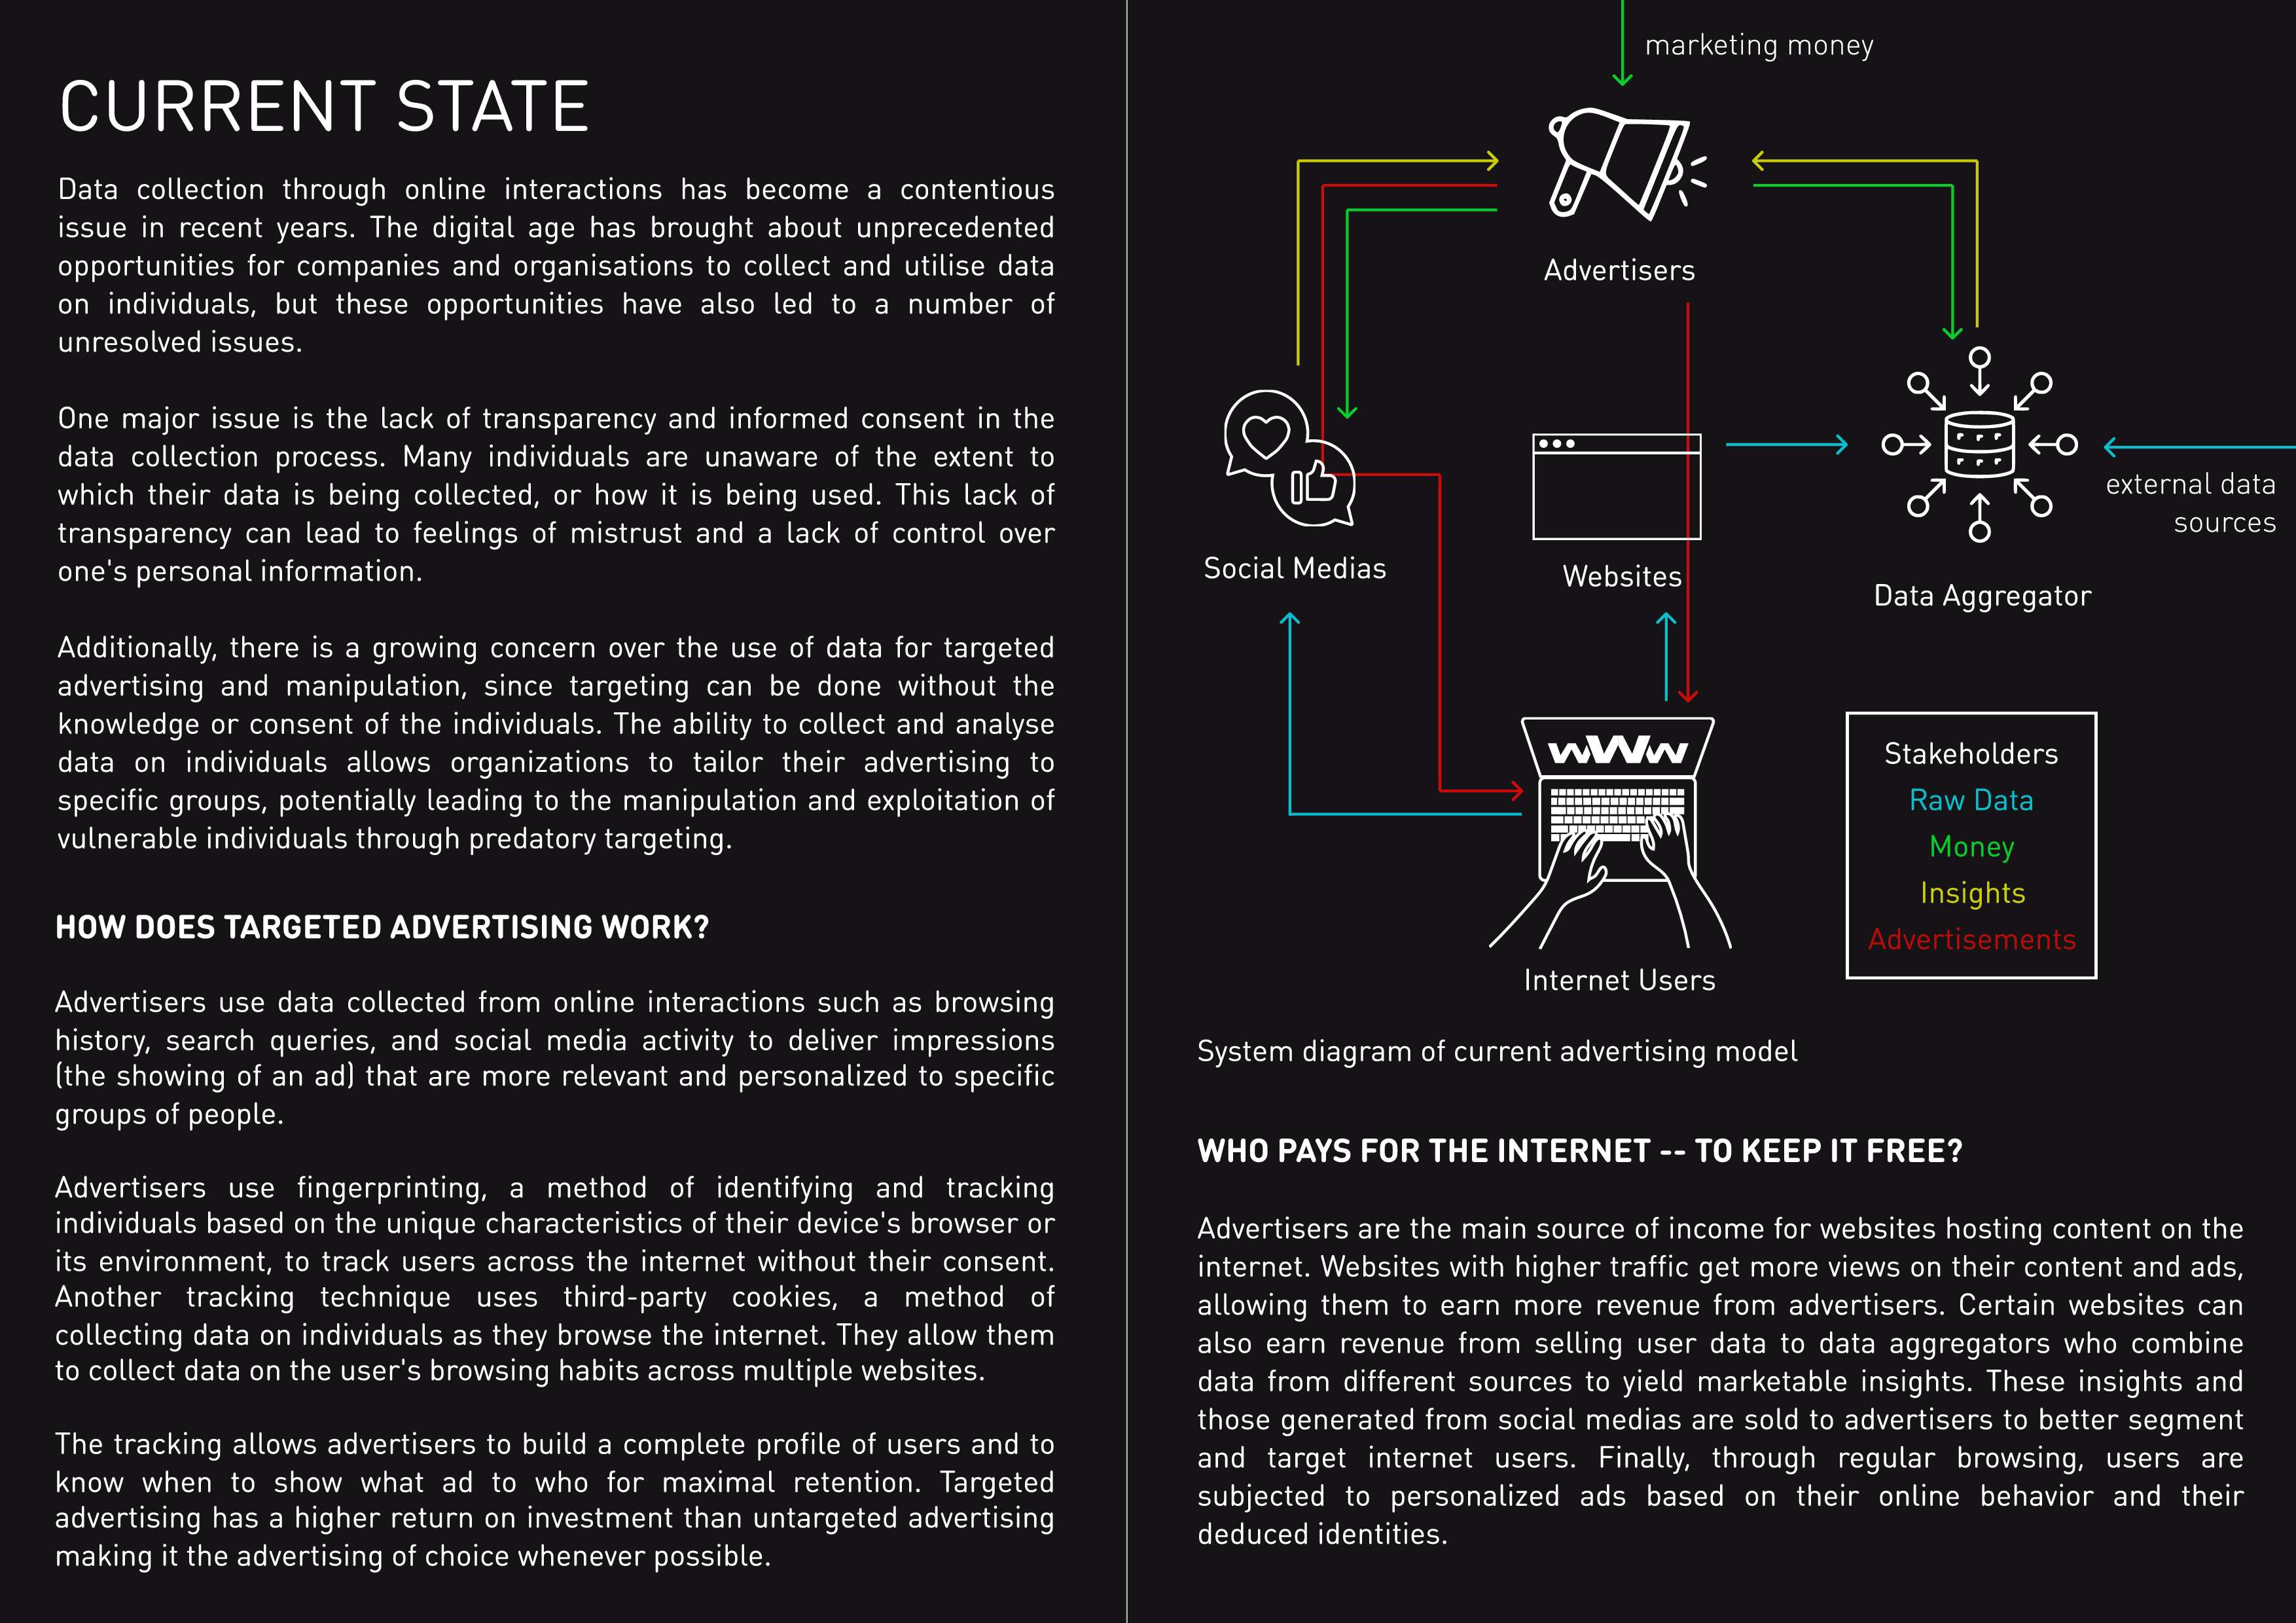 CURRENT STATE
Data collection through online interactions has become a contentious
issue in recent years. The digital age has brought about unprecedented
opportunities for companies and organisations to collect and utilise data
on individuals, but these opportunities have also led to a number of
unresolved issues.
One major issue is the lack of transparency and informed consent in the
data collection process. Many individuals are unaware of the extent to
which their data is being collected, or how it is being used. This lack of
transparency can lead to feelings of mistrust and a lack of control over
one's personal information.
Additionally, there is a growing concern over the use of data for targeted
advertising and manipulation, since targeting can be done without the
knowledge or consent of the individuals. The ability to collect and analyse
data on individuals allows organizations to tailor their advertising to
specific groups, potentially leading to the manipulation and exploitation of
vulnerable individuals through predatory targeting.
HOW DOES TARGETED ADVERTISING WORK?
Advertisers use data collected from online interactions such as browsing
history, search queries, and social media activity to deliver impressions
(the showing of an ad) that are more relevant and personalized to specific
groups of people.
Advertisers use fingerprinting, a method of identifying and tracking
individuals based on the unique characteristics of their device's browser or
its environment, to track users across the internet without their consent.
Another tracking technique uses third-party cookies, a method of
collecting data on individuals as they browse the internet. They allow them
to collect data on the user's browsing habits across multiple websites.
The tracking allows advertisers to build a complete profile of users and to
know when to show what ad to who for maximal retention. Targeted
advertising has a higher return on investment than untargeted advertising
making it the advertising of choice whenever possible.
marketing money
Advertisers
external data
sources
Social Medias
Websites
Data Aggregator
WWW
Internet Users
Stakeholders
Raw Data
Money
Insights
Advertisements
System diagram of current advertising model
WHO PAYS FOR THE INTERNET -- TO KEEP IT FREE?
Advertisers are the main source of income for websites hosting content on the
internet. Websites with higher traffic get more views on their content and ads,
allowing them to earn more revenue from advertisers. Certain websites can
also earn revenue from selling user data to data aggregators who combine
data from different sources to yield marketable insights. These insights and
those generated from social medias are sold to advertisers to better segment
and target internet users. Finally, through regular browsing, users are
subjected to personalized ads based on their online behavior and their
deduced identities.